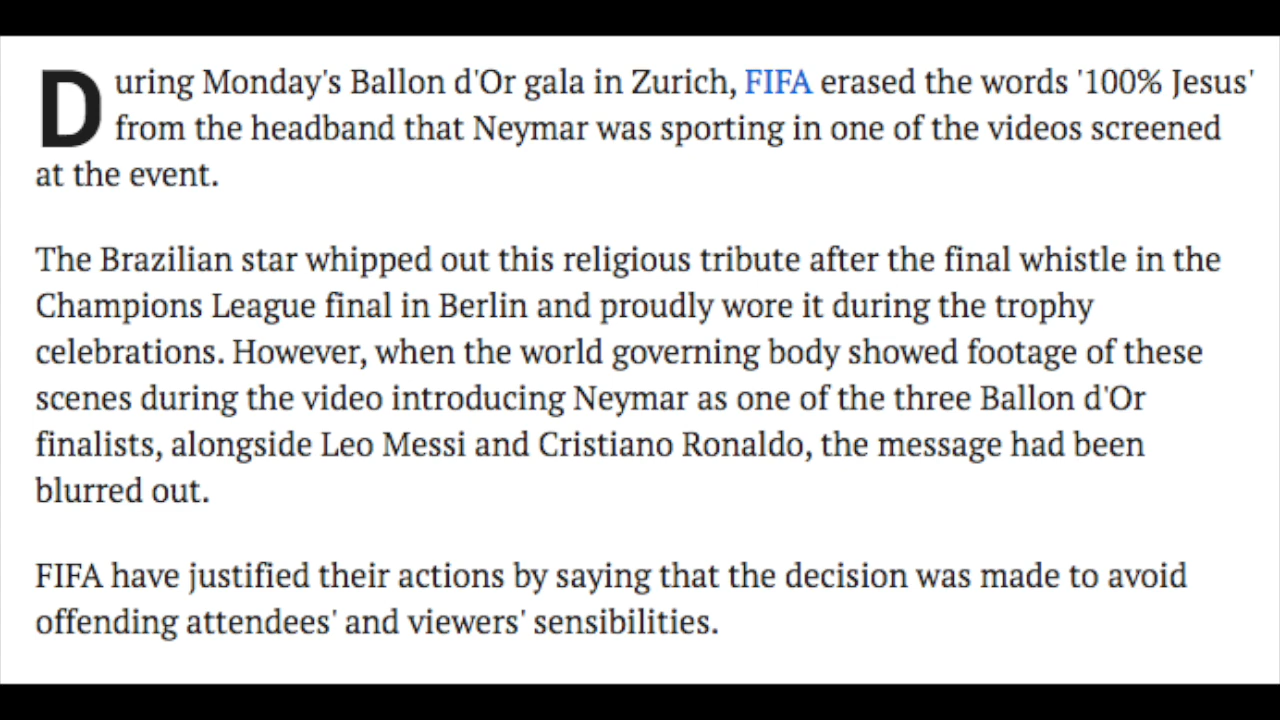 During Monday's Ballon d'Or gala in Zurich, FIFA erased the words '100% Jesus'
from the headband that Neymar was sporting in one of the videos screened
at the event.
The Brazilian star whipped out this religious tribute after the final whistle in the
Champions League final in Berlin and proudly wore it during the trophy
celebrations. However, when the world governing body showed footage of these
scenes during the video introducing Neymar as one of the three Ballon d'Or
finalists, alongside Leo Messi and Cristiano Ronaldo, the message had been
blurred out.
FIFA have justified their actions by saying that the decision was made to avoid
offending attendees' and viewers' sensibilities.